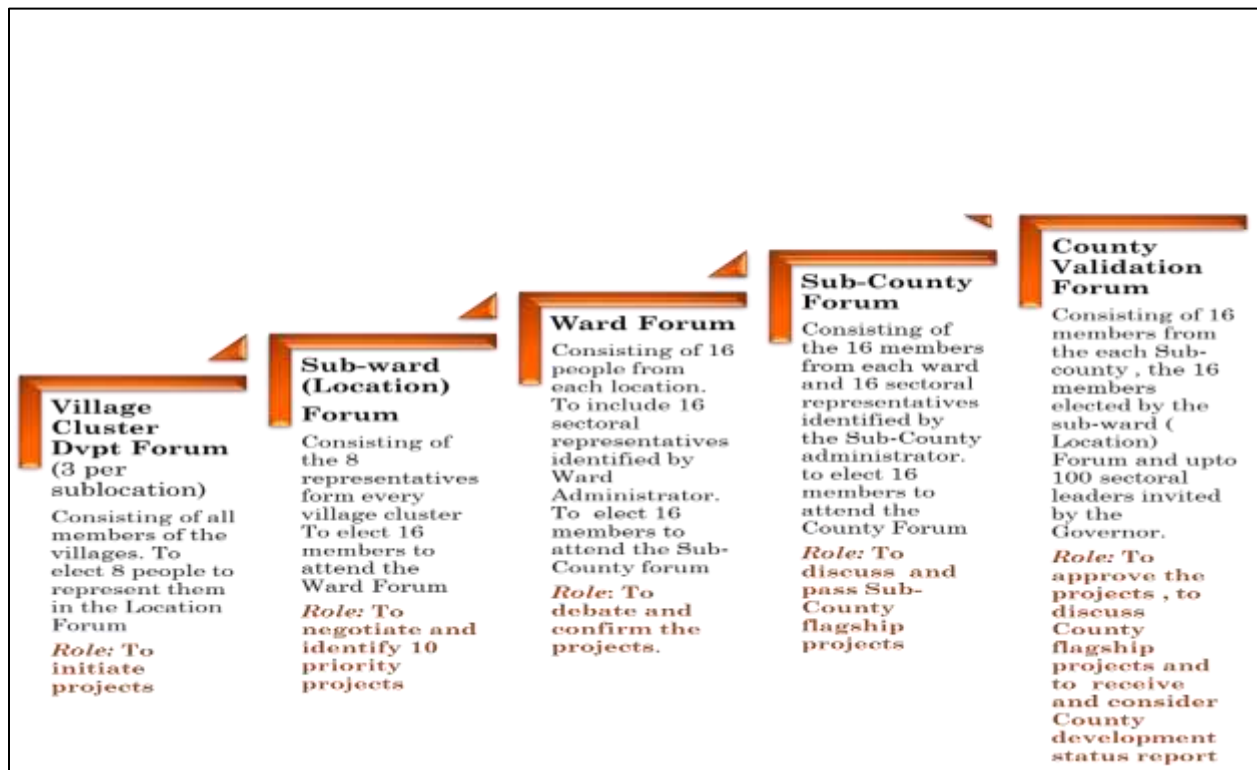 Village
Cluster
Dvpt Forum
(3 per
sublocation)
Consisting of all
members of the
villages. To
elect 8 people to
represent them
in the Location
Forum
Role: To
initiate
projects
Sub-ward
(Location)
Forum
Consisting of
the 8
representatives
form every
village cluster
To elect 16
members to
attend the
Ward Forum
Role: To
negotiate and
identify 10
priority
projects
Ward Forum
Consisting of 16
people from
each location.
To include 16
sectoral
representatives
identified by
Ward
Administrator.
To elect 16
members to
attend the Sub-
County forum
Role: To
debate and
confirm the
projects.
Sub-County
Forum
Consisting of
the 16 members
from each ward
and 16 sectoral
representatives
identified by
the Sub-County
administrator.
to elect 16
members to
attend the
County Forum
Role: To
discuss and
pass Sub-
County
flagship
projects
County
Validation
Forum
Consisting of 16
members from
the each Sub-
county , the 16
members
elected by the
sub-ward (
Location)
Forum and upto
100 sectoral
leaders invited
by the
Governor.
Role: To
approve the
projects , to
discuss
County
flagship
projects and
to receive
and consider
County
development
status report